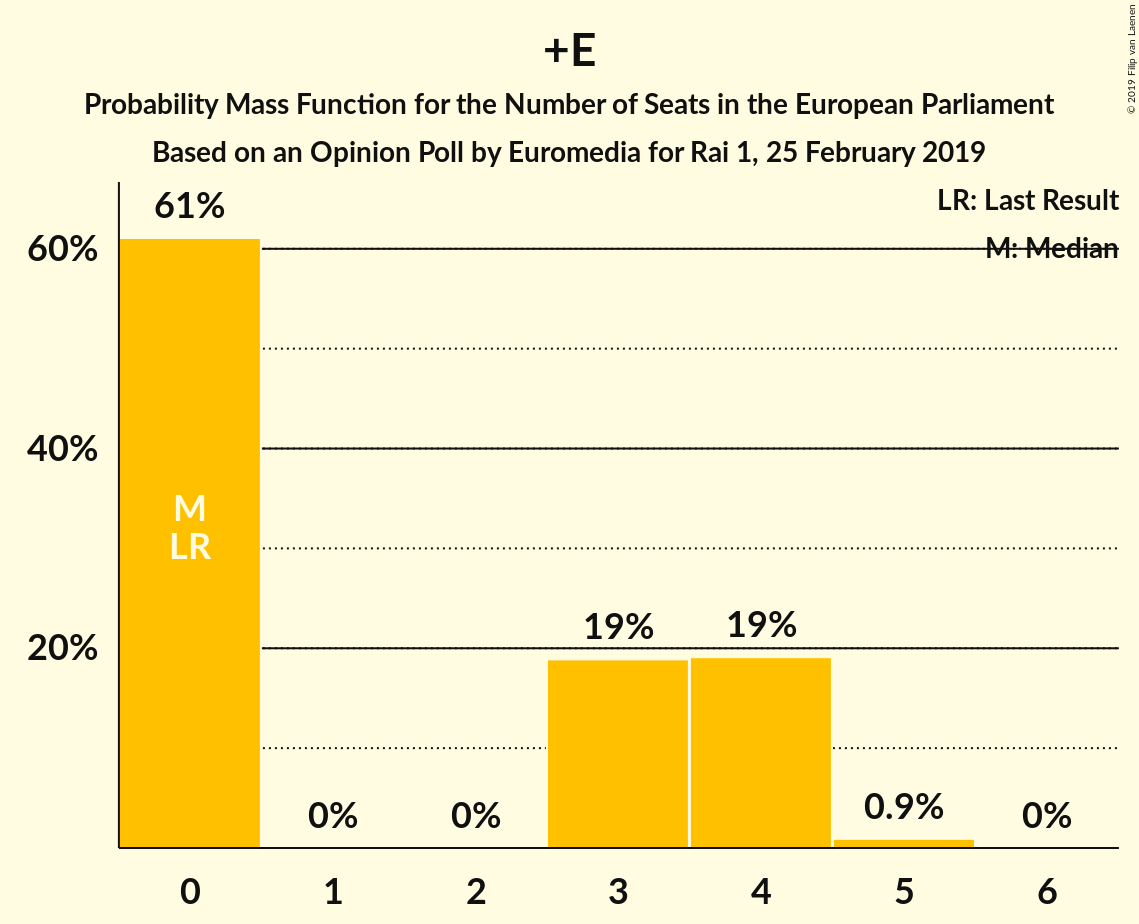 +E
Probability Mass Function for the Number of Seats in the European Parliament
Based on an Opinion Poll by Euromedia for Rai 1, 25 February 2019
© 2019 Filip van Laenen
LR: Last Result
M: Median
61%
60%
40%
20%
M
LR
0%
0%
19%
19%
0.9%
0%
0 1 2 3 4 5 6